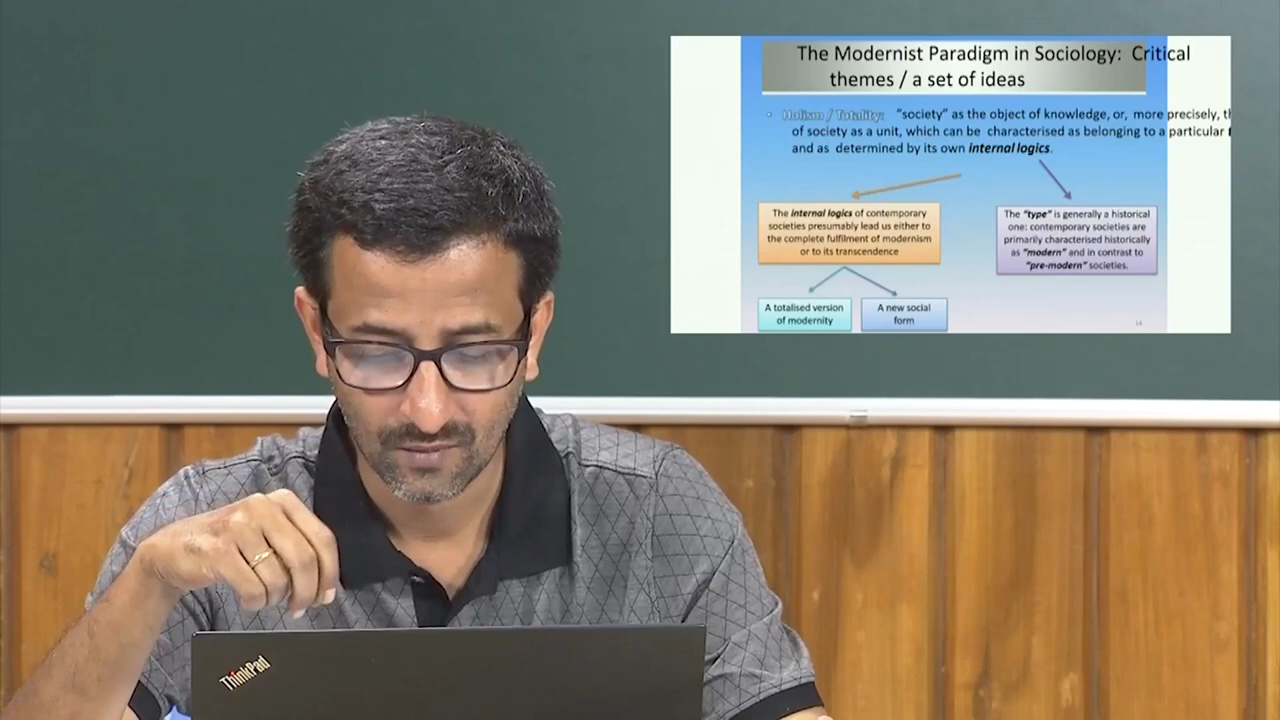 The Modernist Paradigm in Sociology: Critical
themes / a set of ideas
• Holism / Totality: "society" as the object of knowledge, or, more precisely,
of society as a unit, which can be characterised as belonging to a particular
and as determined by its own internal logics.
The internal logics of contemporary
societies presumably lead us either to
the complete fulfilment of modernism
or to its transcendence
The "type" is generally a historical
one: contemporary societies are
primarily characterised historically
as "modern" and in contrast to
"pre-modern" societies.
A totalised version
of modernity
A new social
form
14
ThinkPad